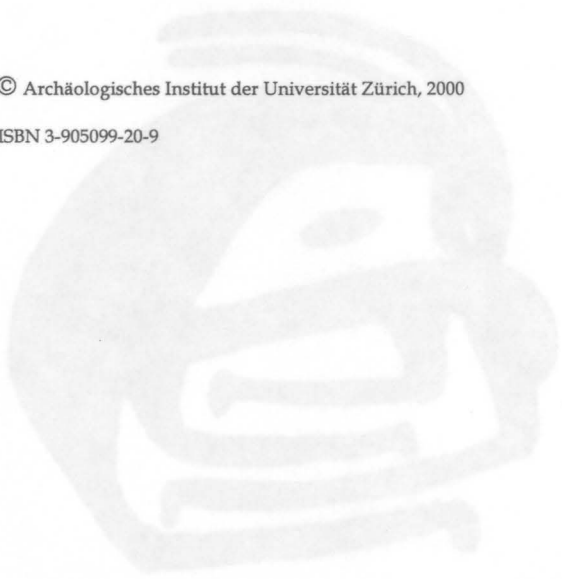 © Archäologisches Institut der Universität Zürich, 2000
ISBN 3-905099-20-9